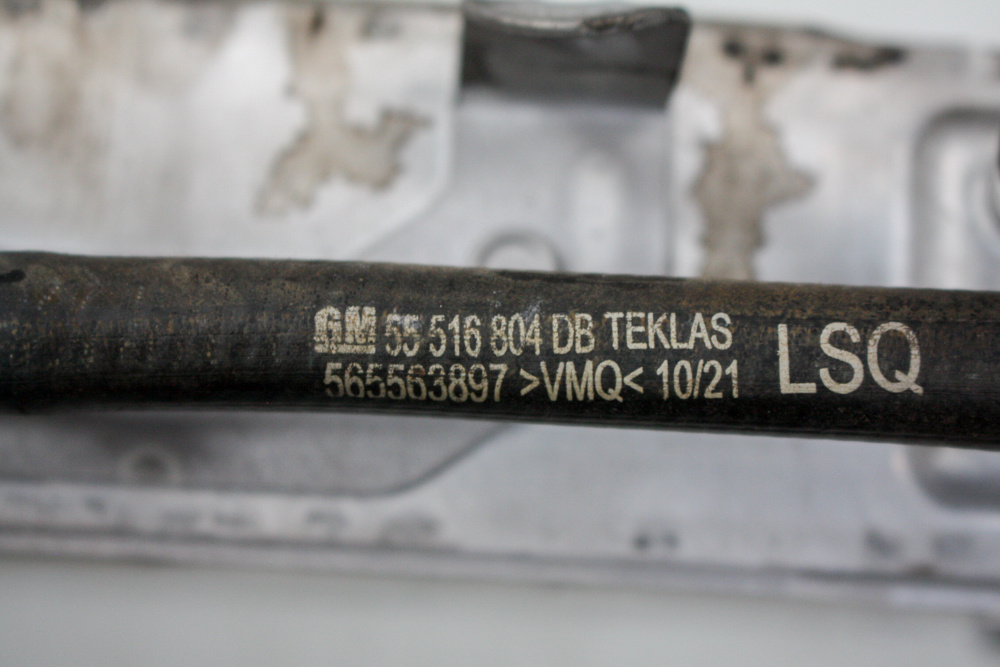 GM 55 516 804 DB TEKLAS
565563897 >VMQ< 10/21
LSQ